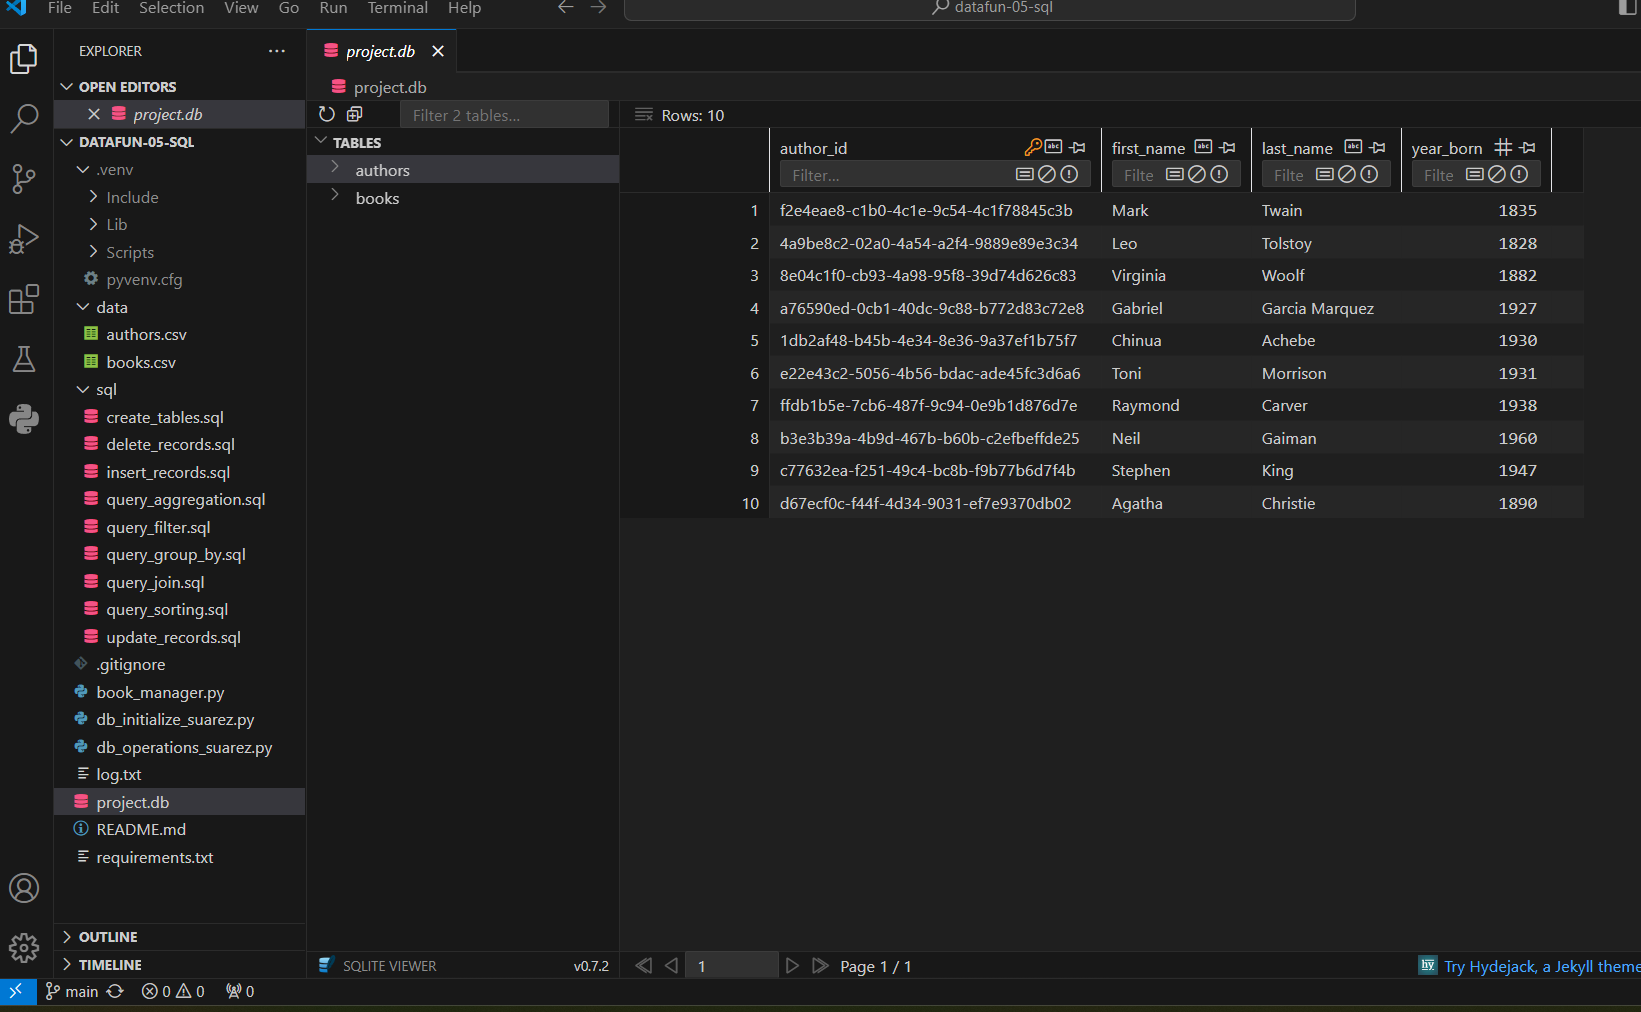 File Edit Selection View Go Run Terminal Help datafun-05-sql
EXPLORER
OPEN EDITORS
project.db
DATAFUN-05-SQL
.venv
Include
Lib
Scripts
pyvenv.cfg
data
authors.csv
books.csv
sql
create_tables.sql
delete_records.sql
insert_records.sql
query_aggregation.sql
query_filter.sql
query_group_by.sql
query_join.sql
query_sorting.sql
update_records.sql
.gitignore
book_manager.py
db_initialize_suarez.py
db_operations_suarez.py
log.txt
project.db
README.md
requirements.txt
OUTLINE
TIMELINE
project.db
project.db
Filter 2 tables...
TABLES
authors
books
SQLITE VIEWER v0.7.2
Rows: 10
author_id abc first_name abc last_name abc year_born
Filter... Filte Filte Filte
1 f2e4eae8-c1b0-4c1e-9c54-4c1f78845c3b Mark Twain 1835
2 4a9be8c2-02a0-4a54-a2f4-9889e89e3c34 Leo Tolstoy 1828
3 8e04c1f0-cb93-4a98-95f8-39d74d626c83 Virginia Woolf 1882
4 a76590ed-0cb1-40dc-9c88-b772d83c72e8 Gabriel Garcia Marquez 1927
5 1db2af48-b45b-4e34-8e36-9a37ef1b75f7 Chinua Achebe 1930
6 e22e43c2-5056-4b56-bdac-ade45fc3d6a6 Toni Morrison 1931
7 ffdb1b5e-7cb6-487f-9c94-0e9b1d876d7e Raymond Carver 1938
8 b3e3b39a-4b9d-467b-b60b-c2efbeffde25 Neil Gaiman 1960
9 c77632ea-f251-49c4-bc8b-f9b77b6d7f4b Stephen King 1947
10 d67ecf0c-f44f-4d34-9031-ef7e9370db02 Agatha Christie 1890
1 Page 1 / 1
hy Try Hydejack, a Jekyll theme
main 0 0 0